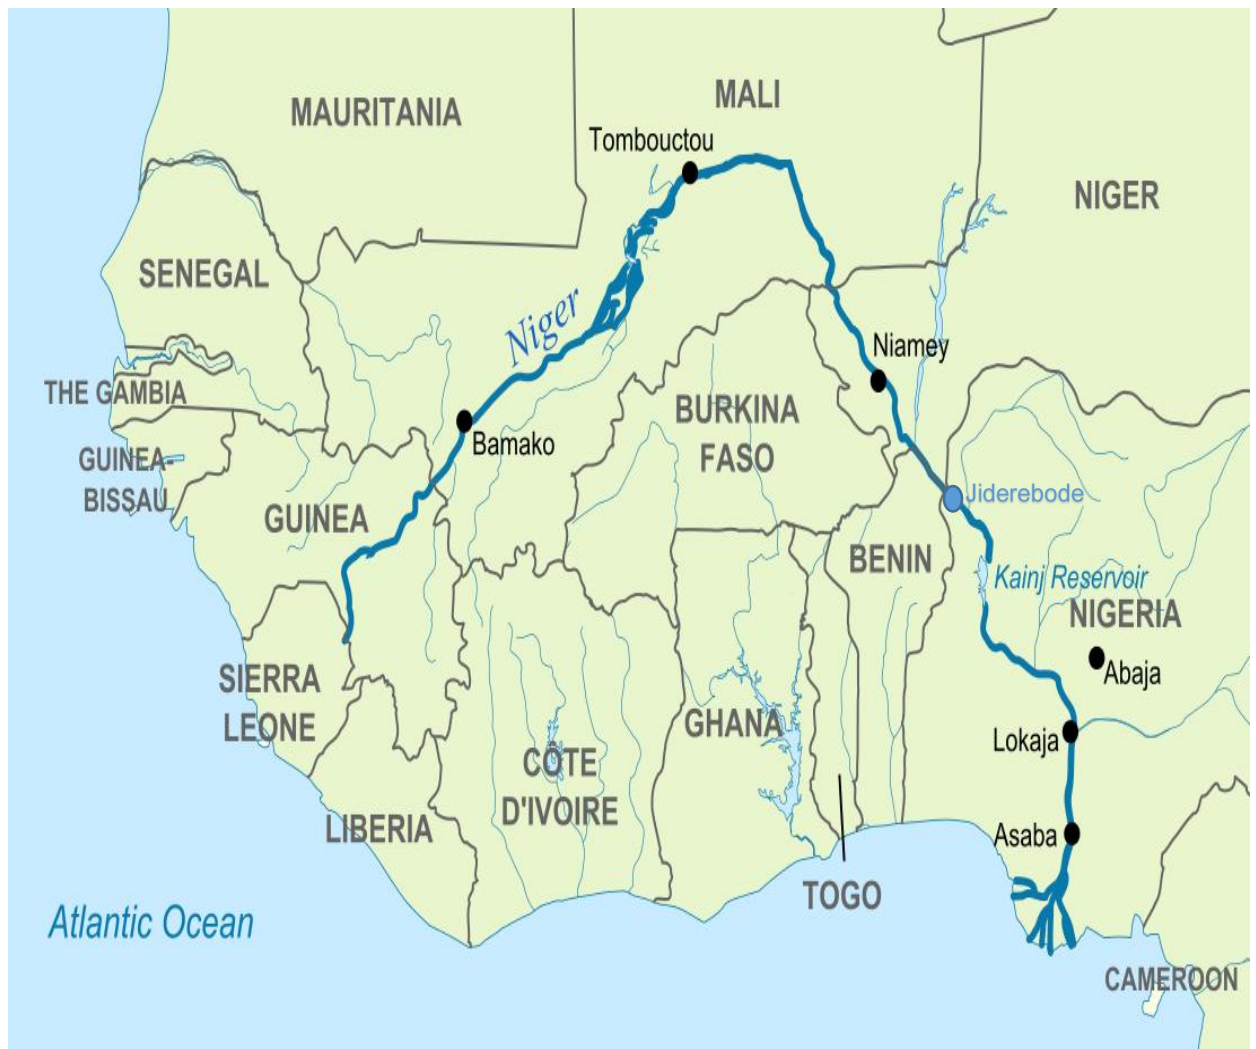 MALI
MAURITANIA
Tombouctou
NIGER
SENEGAL
Niger
Niamey
THE GAMBIA
BURKINA
FASO
Bamako
GUINEA-
BISSAU
Jiderebode
GUINEA
BENIN
Kainj Reservoir
NIGERIA
Abaja
SIERRA
LEONE
GHANA
Lokaja
CÔTE
D'IVOIRE
LIBERIA
Asaba
TOGO
Atlantic Ocean
CAMEROON